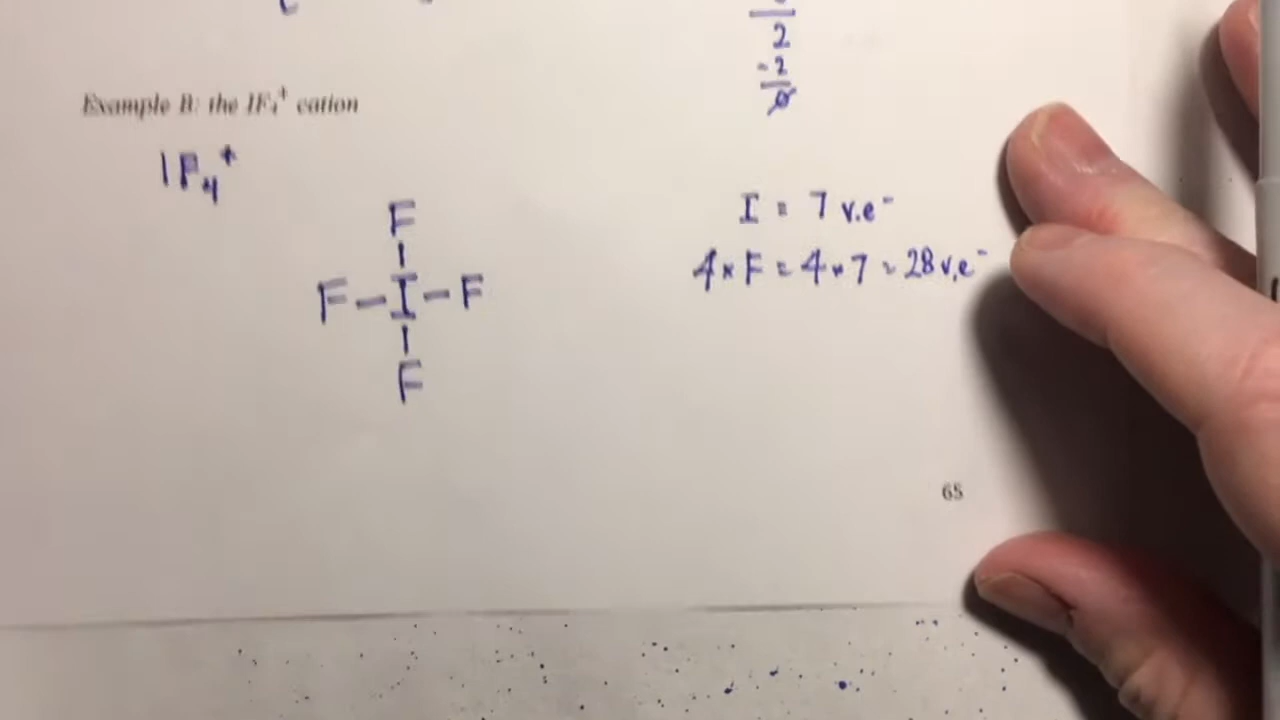 2
-2
0
Example B: the IF₄⁺ cation
IF₄⁺
I = 7 v.e⁻
4 × F = 4 × 7 = 28 v.e⁻
F
F - I - F
F
65